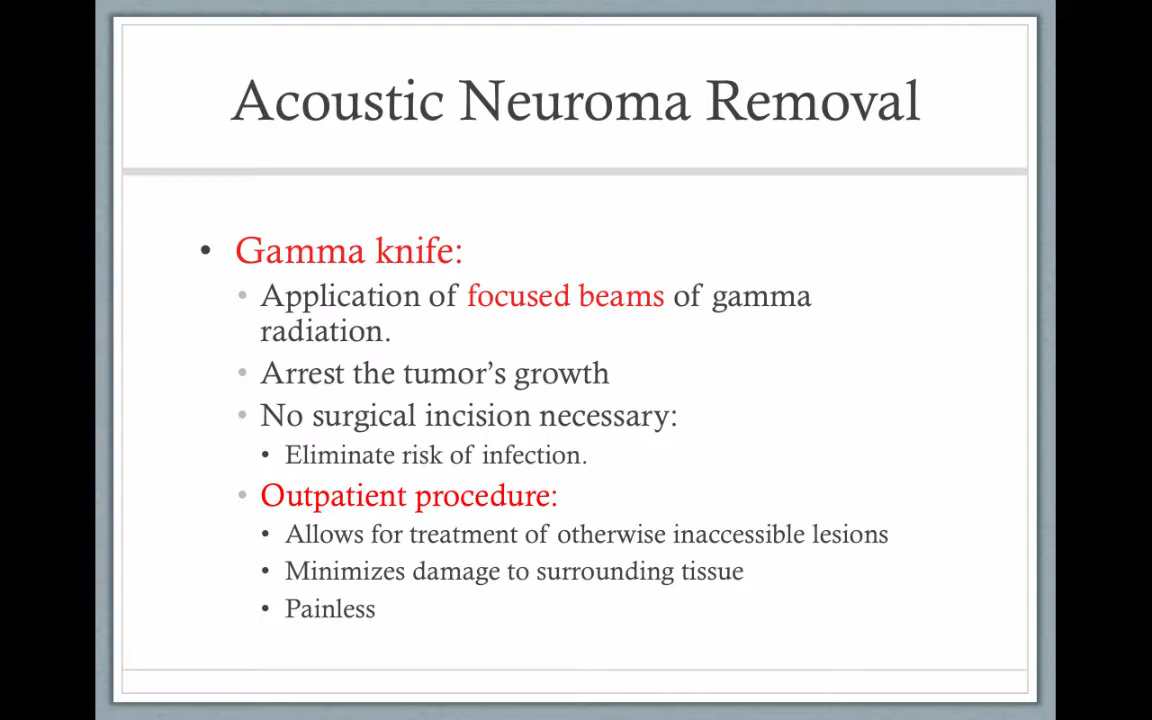 Acoustic Neuroma Removal
• Gamma knife:
• Application of focused beams of gamma
radiation.
• Arrest the tumor’s growth
• No surgical incision necessary:
• Eliminate risk of infection.
• Outpatient procedure:
• Allows for treatment of otherwise inaccessible lesions
• Minimizes damage to surrounding tissue
• Painless